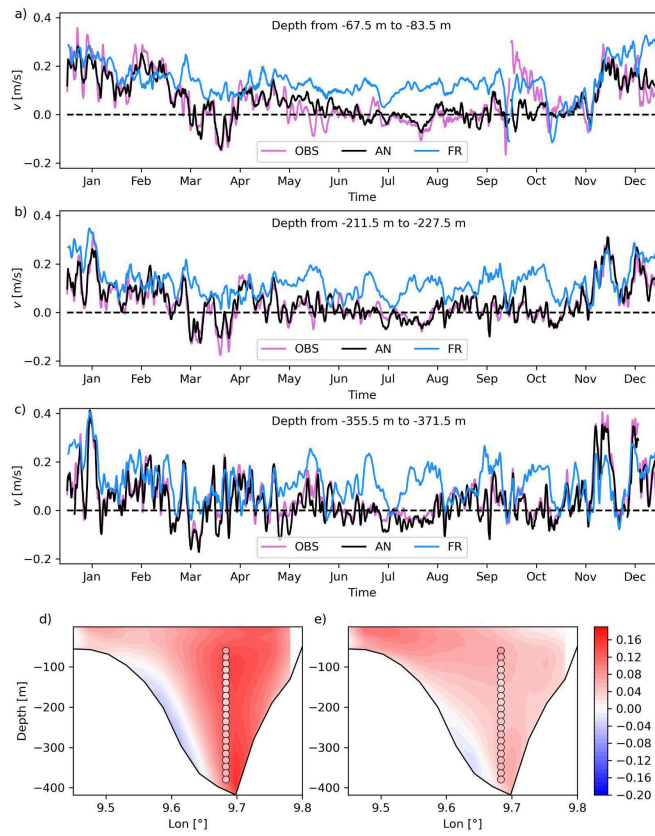 a)
Depth from -67.5 m to -83.5 m
v [m/s]
0.4
0.2
0.0
−0.2
OBS AN FR
Jan Feb Mar Apr May Jun Jul Aug Sep Oct Nov Dec
Time
b)
Depth from -211.5 m to -227.5 m
v [m/s]
0.4
0.2
0.0
−0.2
OBS AN FR
Jan Feb Mar Apr May Jun Jul Aug Sep Oct Nov Dec
Time
c)
Depth from -355.5 m to -371.5 m
v [m/s]
0.4
0.2
0.0
−0.2
OBS AN FR
Jan Feb Mar Apr May Jun Jul Aug Sep Oct Nov Dec
Time
d)
Depth [m]
−100
−200
−300
−400
9.5 9.6 9.7 9.8
Lon [°]
e)
−100
−200
−300
−400
9.5 9.6 9.7 9.8
Lon [°]
0.16
0.12
0.08
0.04
0.00
−0.04
−0.08
−0.12
−0.16
−0.20